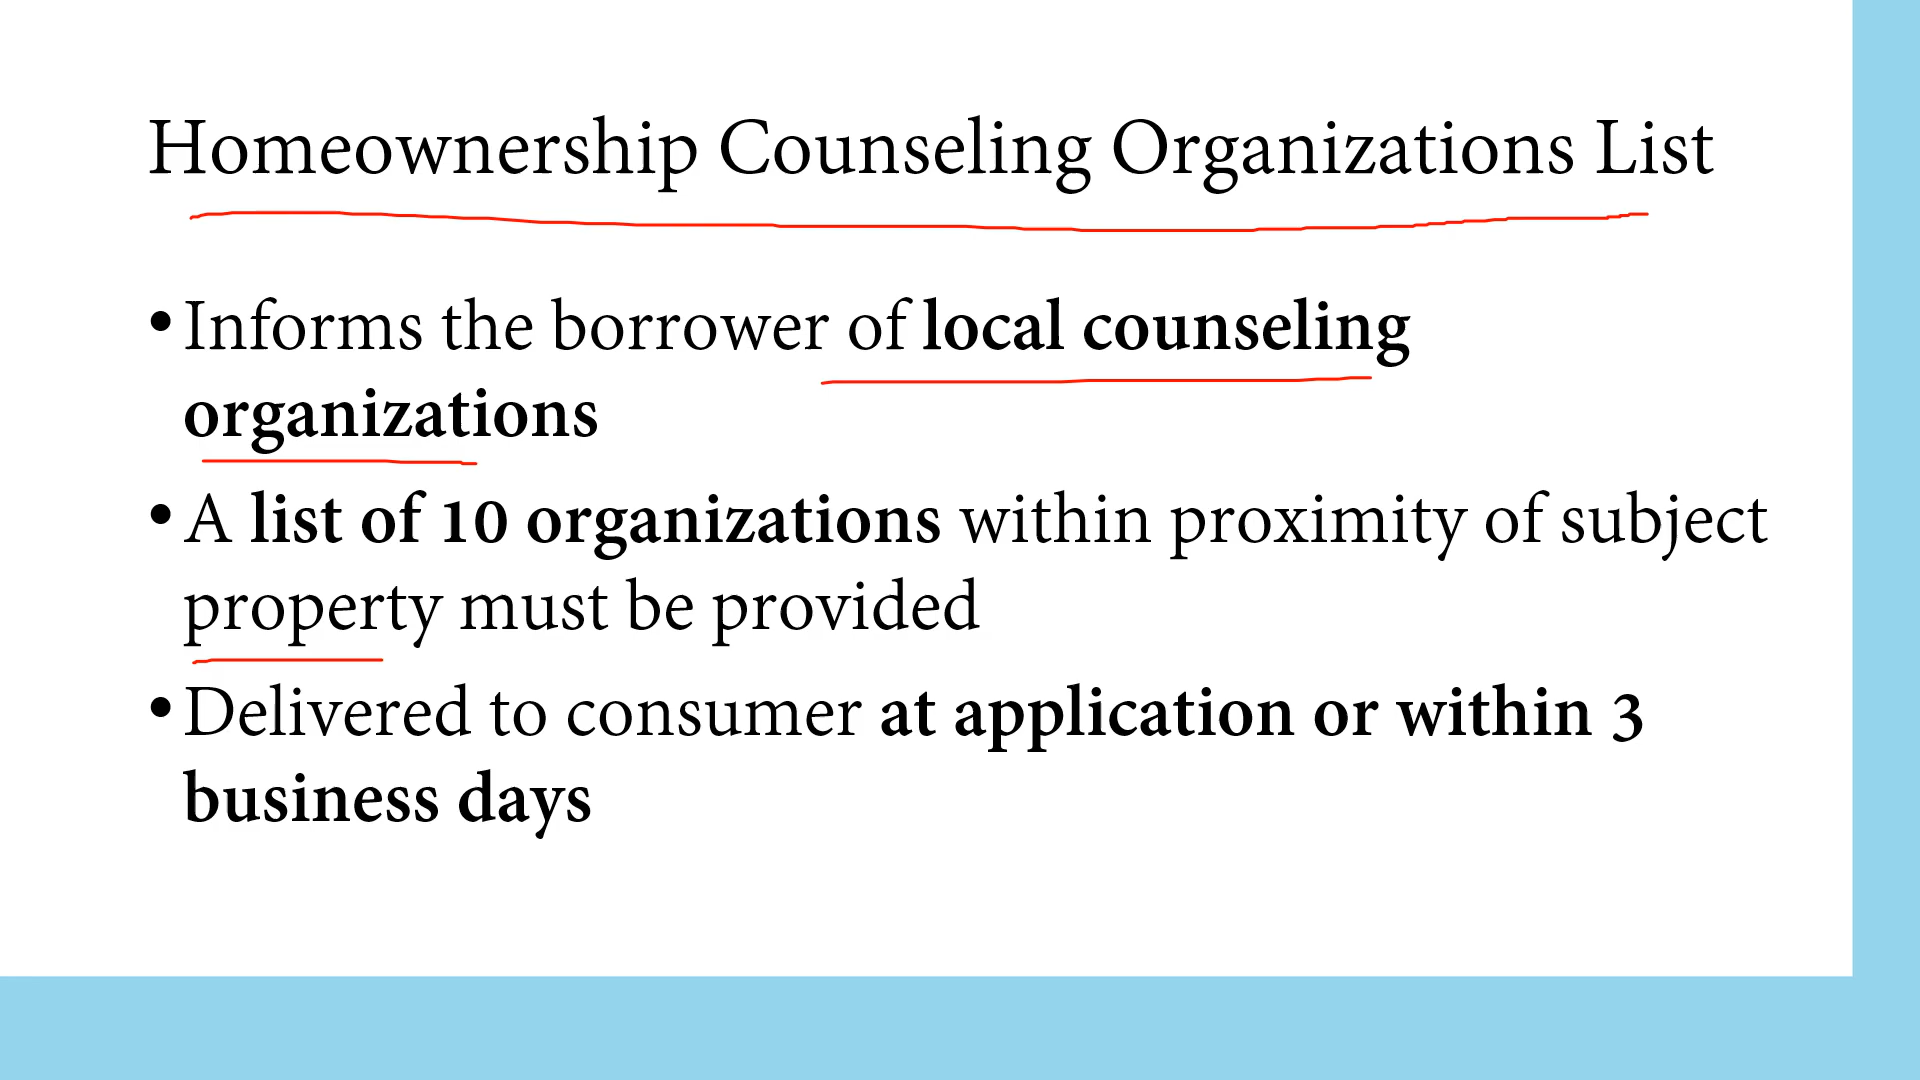 Homeownership Counseling Organizations List
• Informs the borrower of local counseling
organizations
• A list of 10 organizations within proximity of subject
property must be provided
• Delivered to consumer at application or within 3
business days